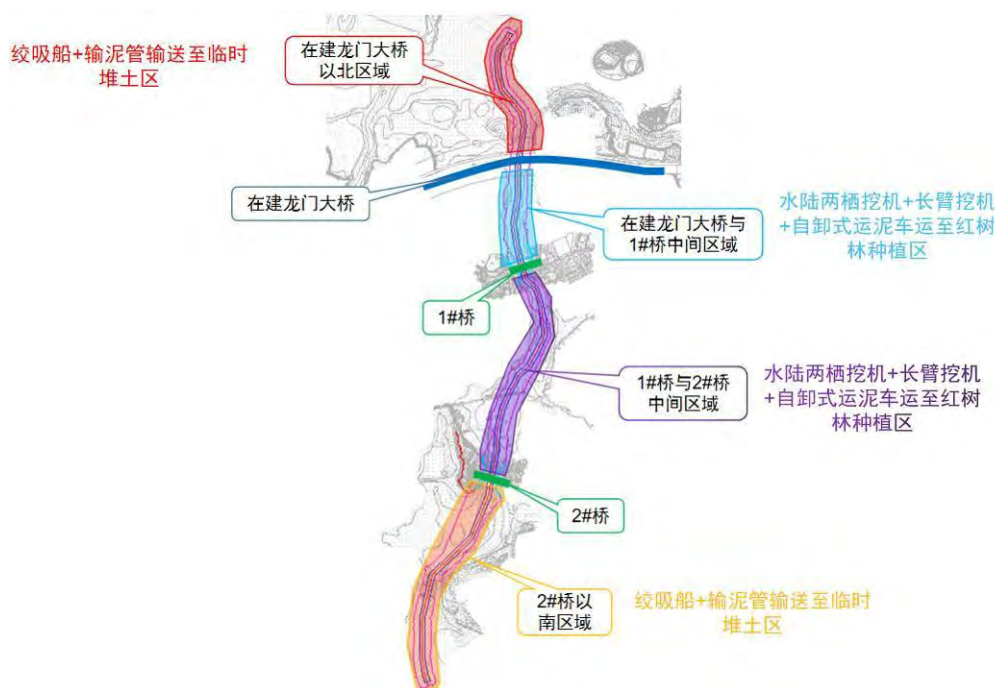 绞吸船+输泥管输送至临时
堆土区
在建龙门大桥
以北区域
在建龙门大桥
在建龙门大桥与
1#桥中间区域
水陆两栖挖机+长臂挖机
+自卸式运泥车运至红树
林种植区
1#桥
1#桥与2#桥
中间区域
水陆两栖挖机+长臂挖机
+自卸式运泥车运至红树
林种植区
2#桥
2#桥以
南区域
绞吸船+输泥管输送至临时
堆土区